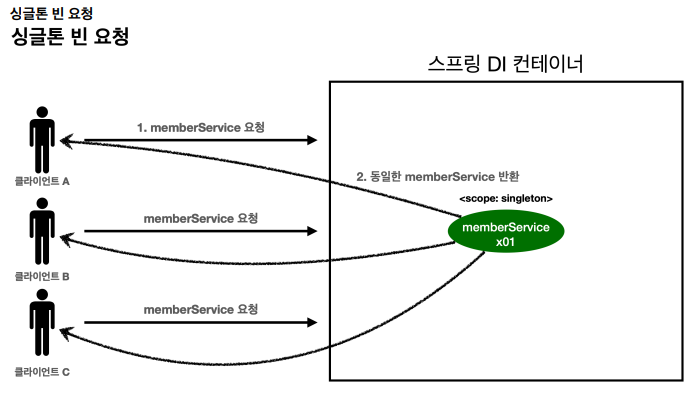 싱글톤 빈 요청
싱글톤 빈 요청
스프링 DI 컨테이너
1. memberService 요청
클라이언트 A
2. 동일한 memberService 반환
<scope: singleton>
memberService 요청
memberService
x01
클라이언트 B
memberService 요청
클라이언트 C